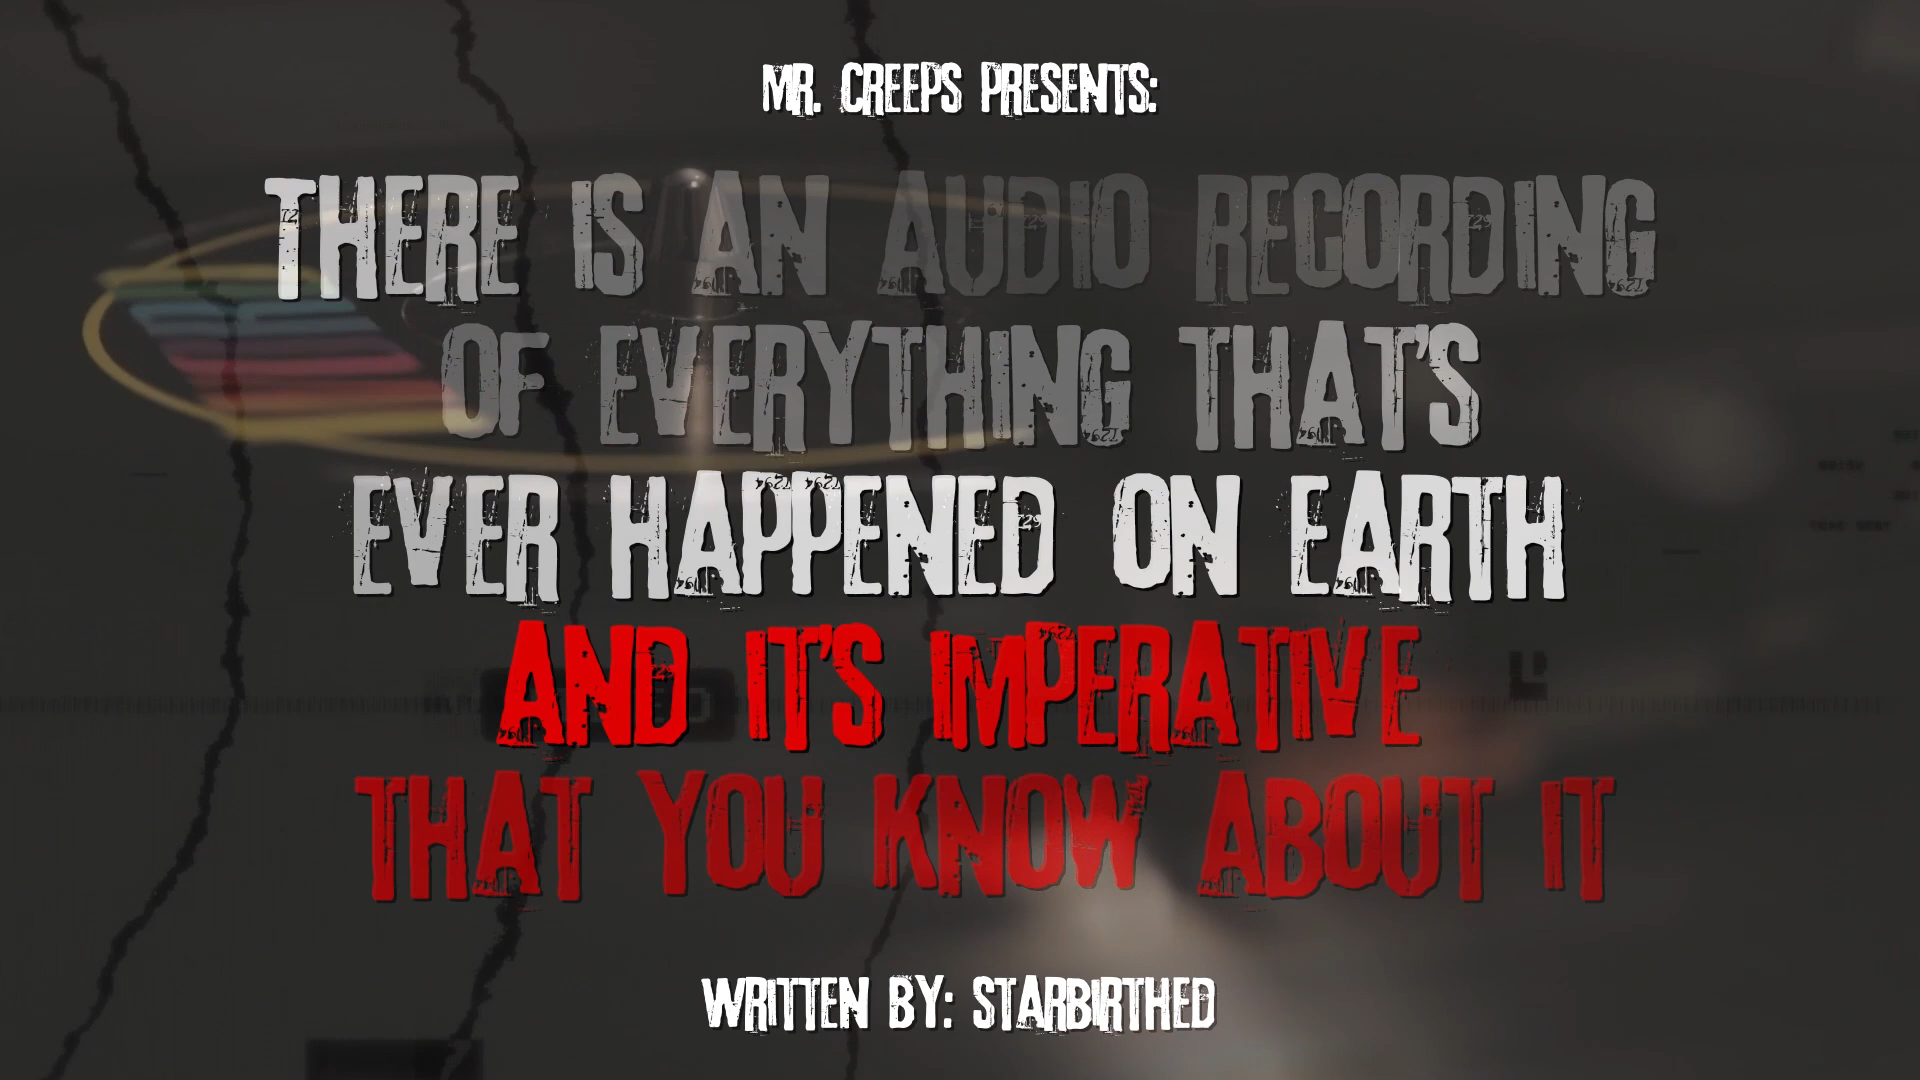 MR. CREEPS PRESENTS:
THERE IS AN AUDIO RECORDING
OF EVERYTHING THAT'S
EVER HAPPENED ON EARTH
AND IT'S IMPERATIVE
THAT YOU KNOW ABOUT IT
WRITTEN BY: STARBIRTHED